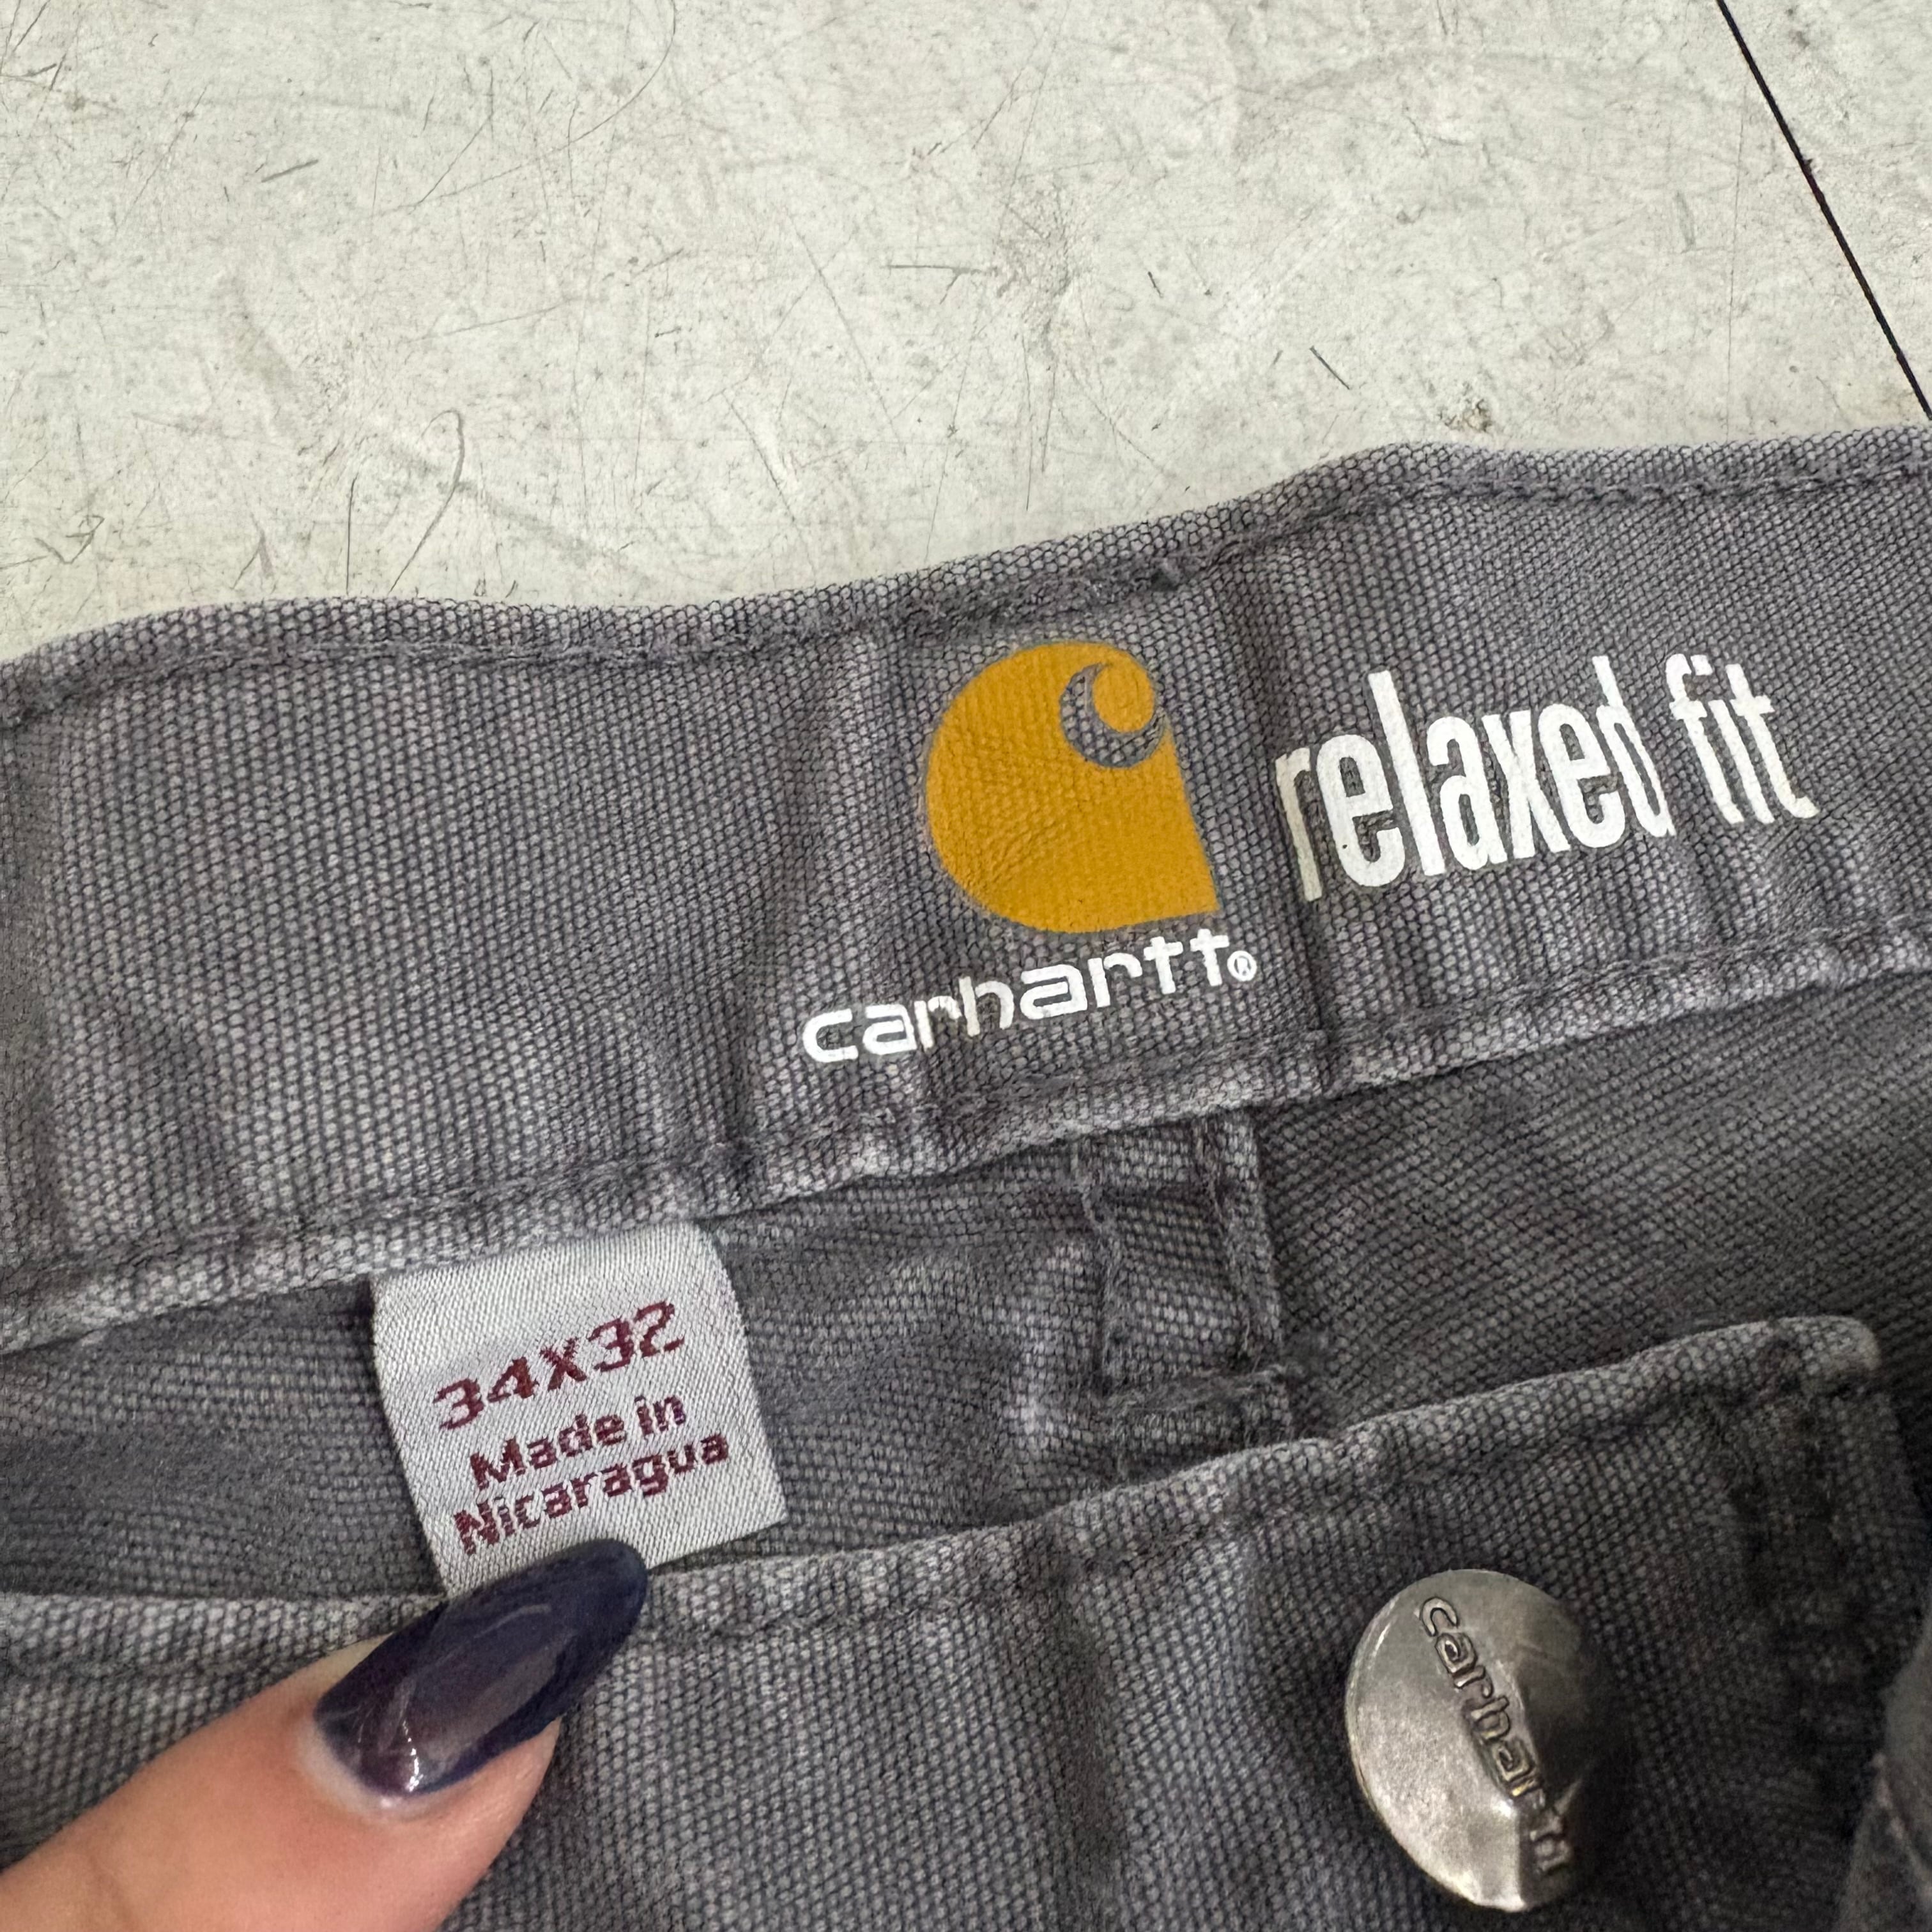 relaxed fit
carhartt®
34X32
Made in
Nicaragua
carhartt